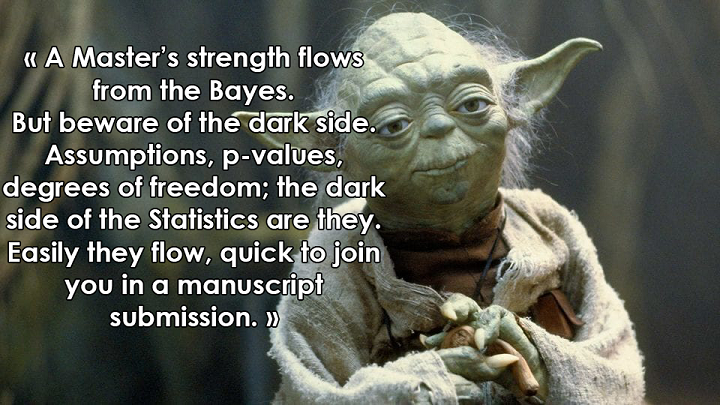 « A Master's strength flows
from the Bayes.
But beware of the dark side.
Assumptions, p-values,
degrees of freedom; the dark
side of the Statistics are they.
Easily they flow, quick to join
you in a manuscript
submission. »